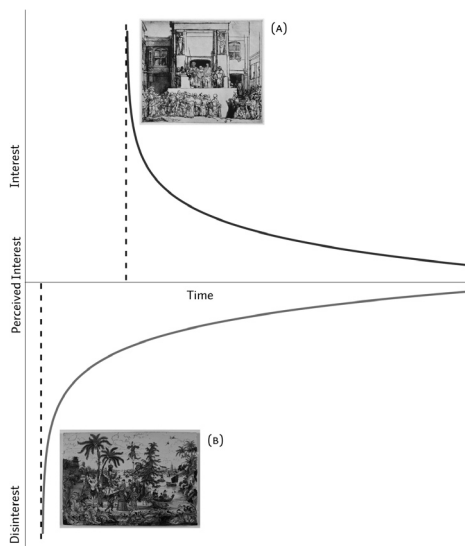 (A)
Interest
Perceived Interest
Time
(B)
Disinterest